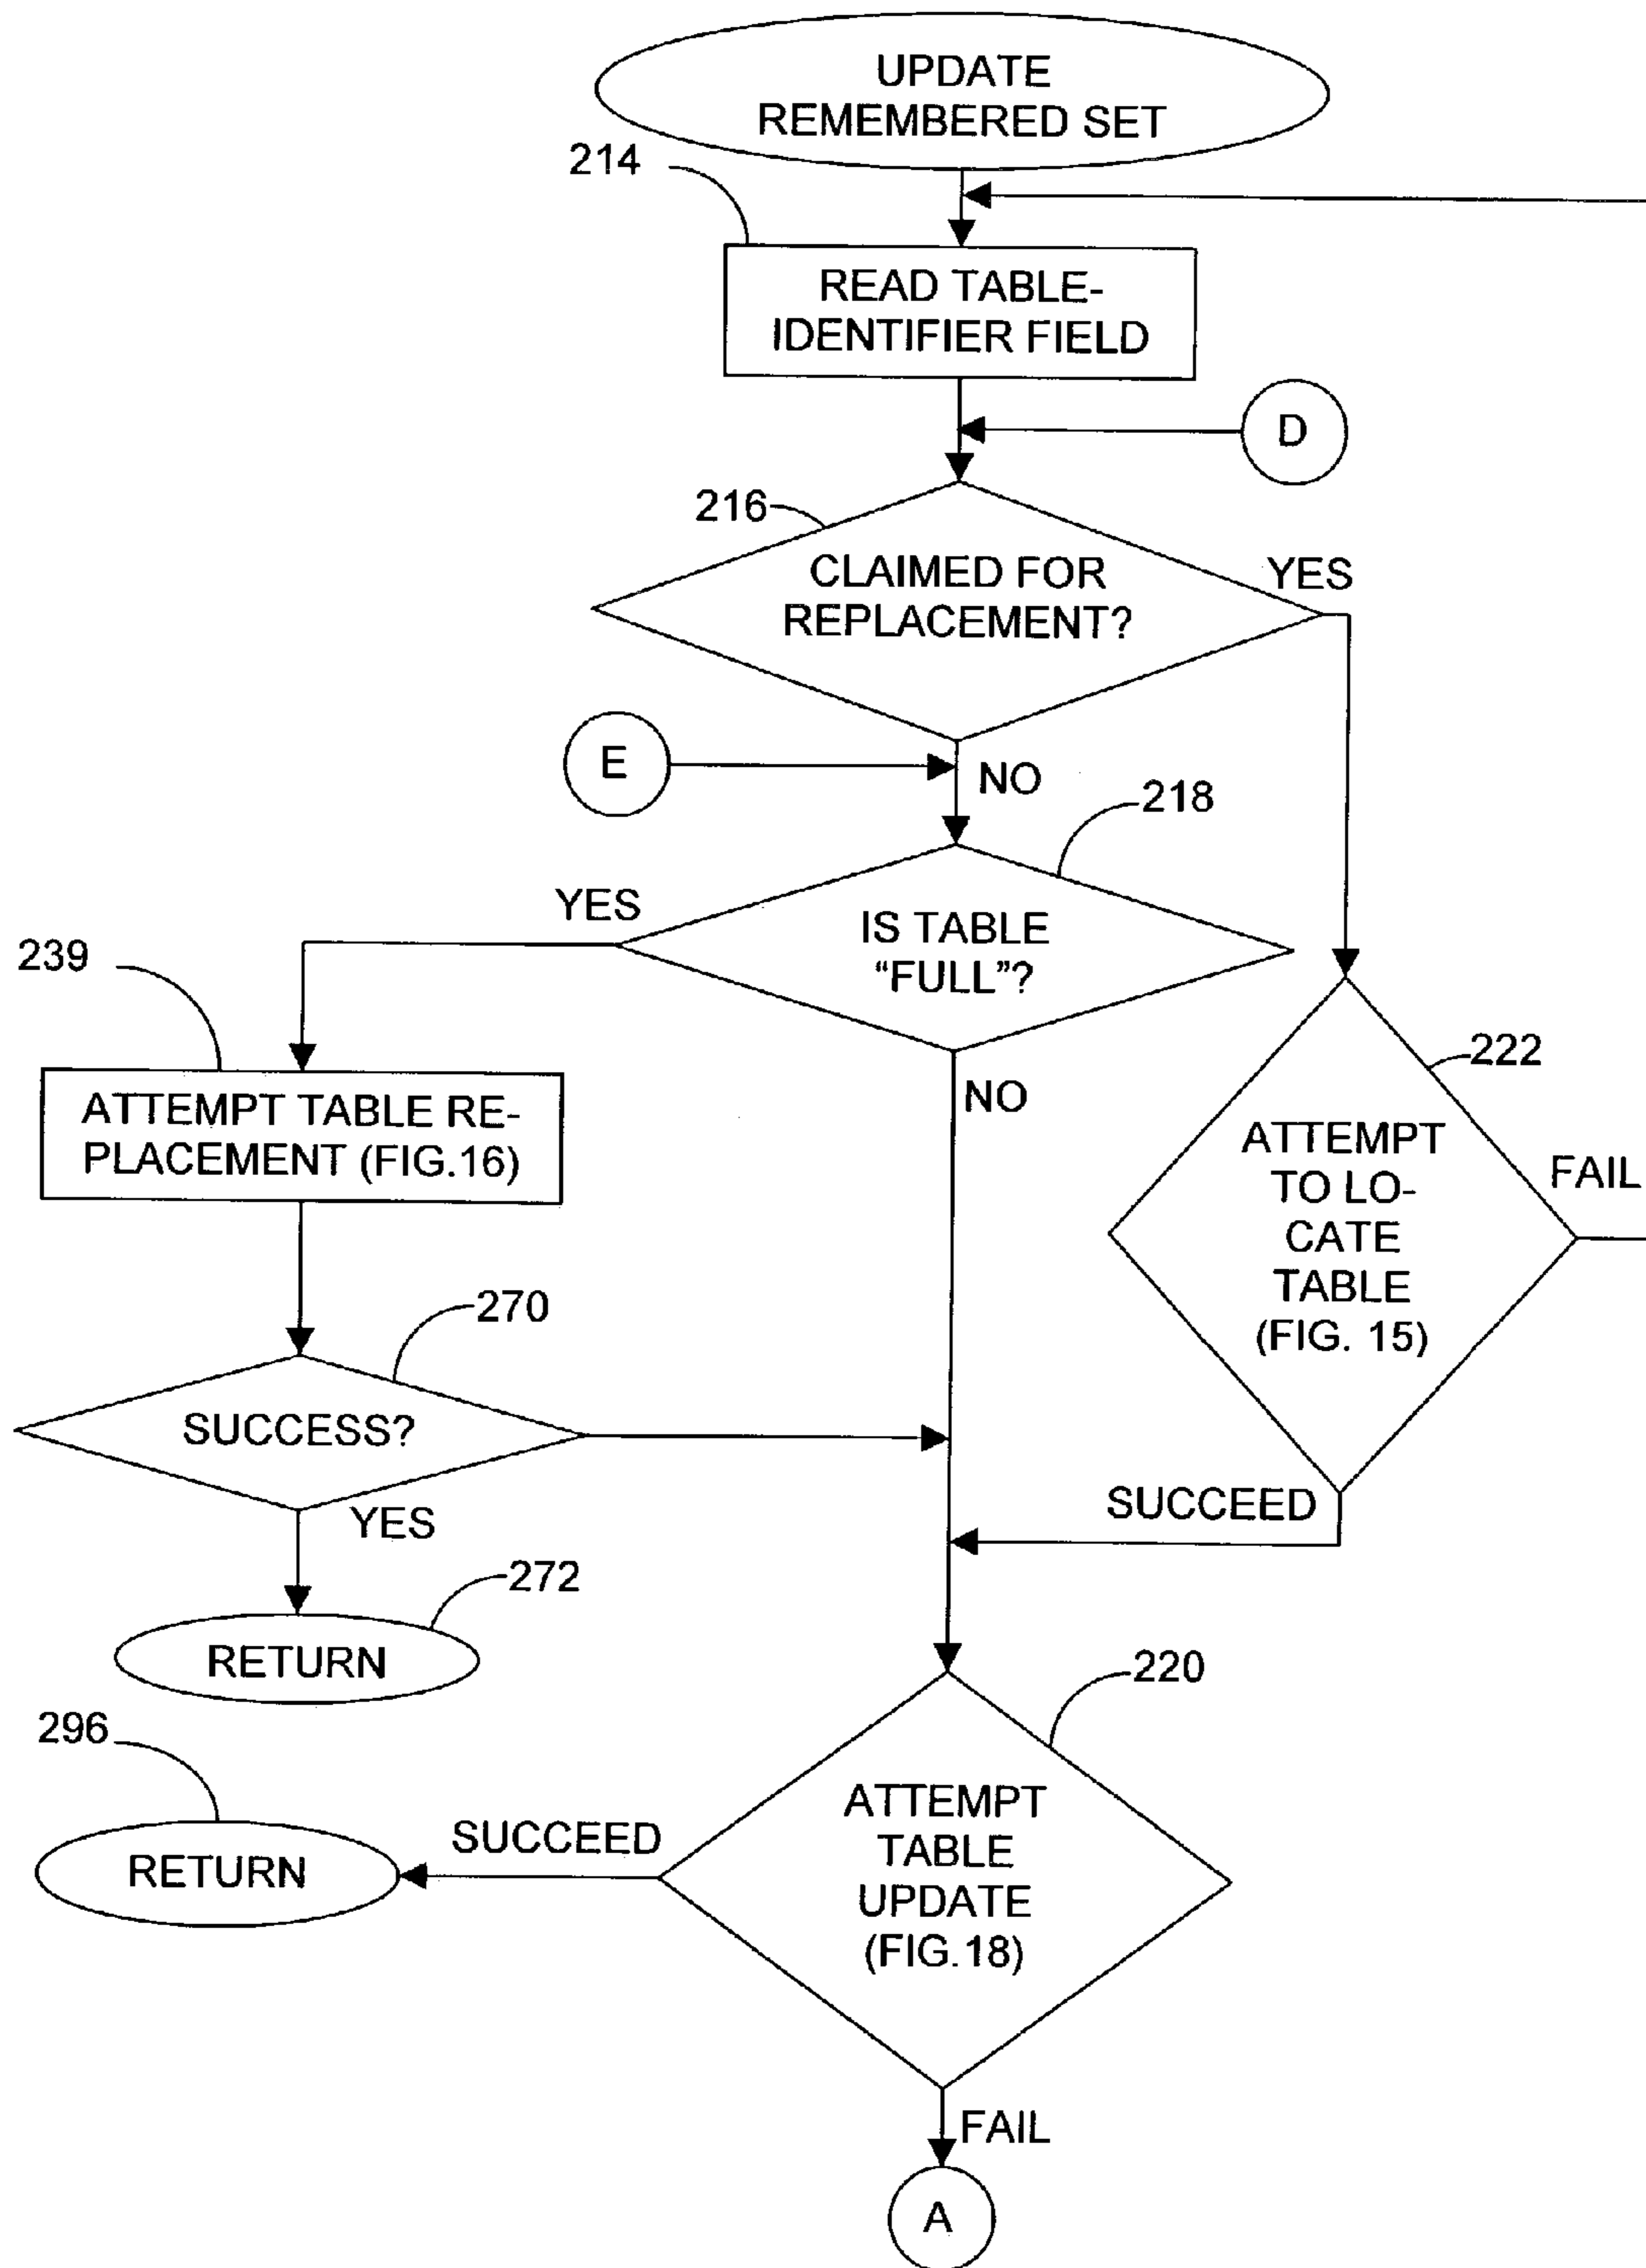 UPDATE
REMEMBERED SET
214
READ TABLE-
IDENTIFIER FIELD
D
216
CLAIMED FOR
REPLACEMENT?
YES
E
NO
218
YES
IS TABLE
“FULL”?
239
222
NO
ATTEMPT TABLE RE-
PLACEMENT (FIG.16)
ATTEMPT
TO LO-
CATE
TABLE
(FIG. 15)
FAIL
270
SUCCESS?
SUCCEED
YES
272
RETURN
220
296
ATTEMPT
TABLE
UPDATE
(FIG.18)
SUCCEED
RETURN
FAIL
A